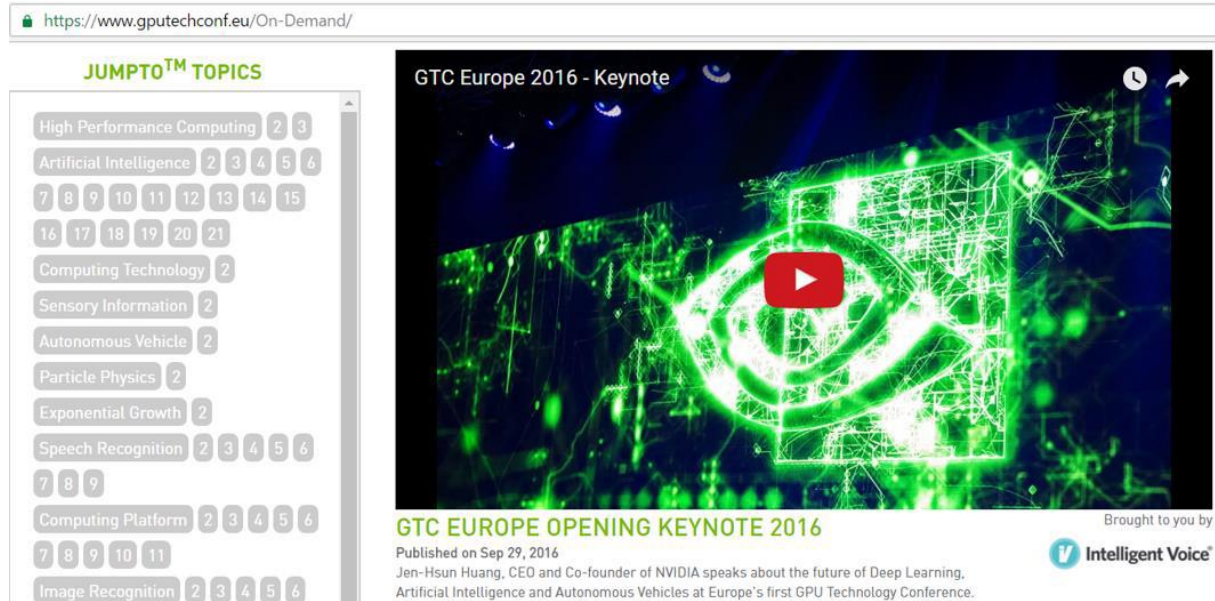 https://www.gputechconf.eu/On-Demand/
JUMPTO™ TOPICS
High Performance Computing 2 3
Artificial Intelligence 2 3 4 5 6
7 8 9 10 11 12 13 14 15
16 17 18 19 20 21
Computing Technology 2
Sensory Information 2
Autonomous Vehicle 2
Particle Physics 2
Exponential Growth 2
Speech Recognition 2 3 4 5 6
7 8 9
Computing Platform 2 3 4 5 6
7 8 9 10 11
Image Recognition 2 3 4 5 6
GTC Europe 2016 - Keynote
GTC EUROPE OPENING KEYNOTE 2016
Published on Sep 29, 2016
Jen-Hsun Huang, CEO and Co-founder of NVIDIA speaks about the future of Deep Learning,
Artificial Intelligence and Autonomous Vehicles at Europe's first GPU Technology Conference.
Brought to you by
Intelligent Voice®